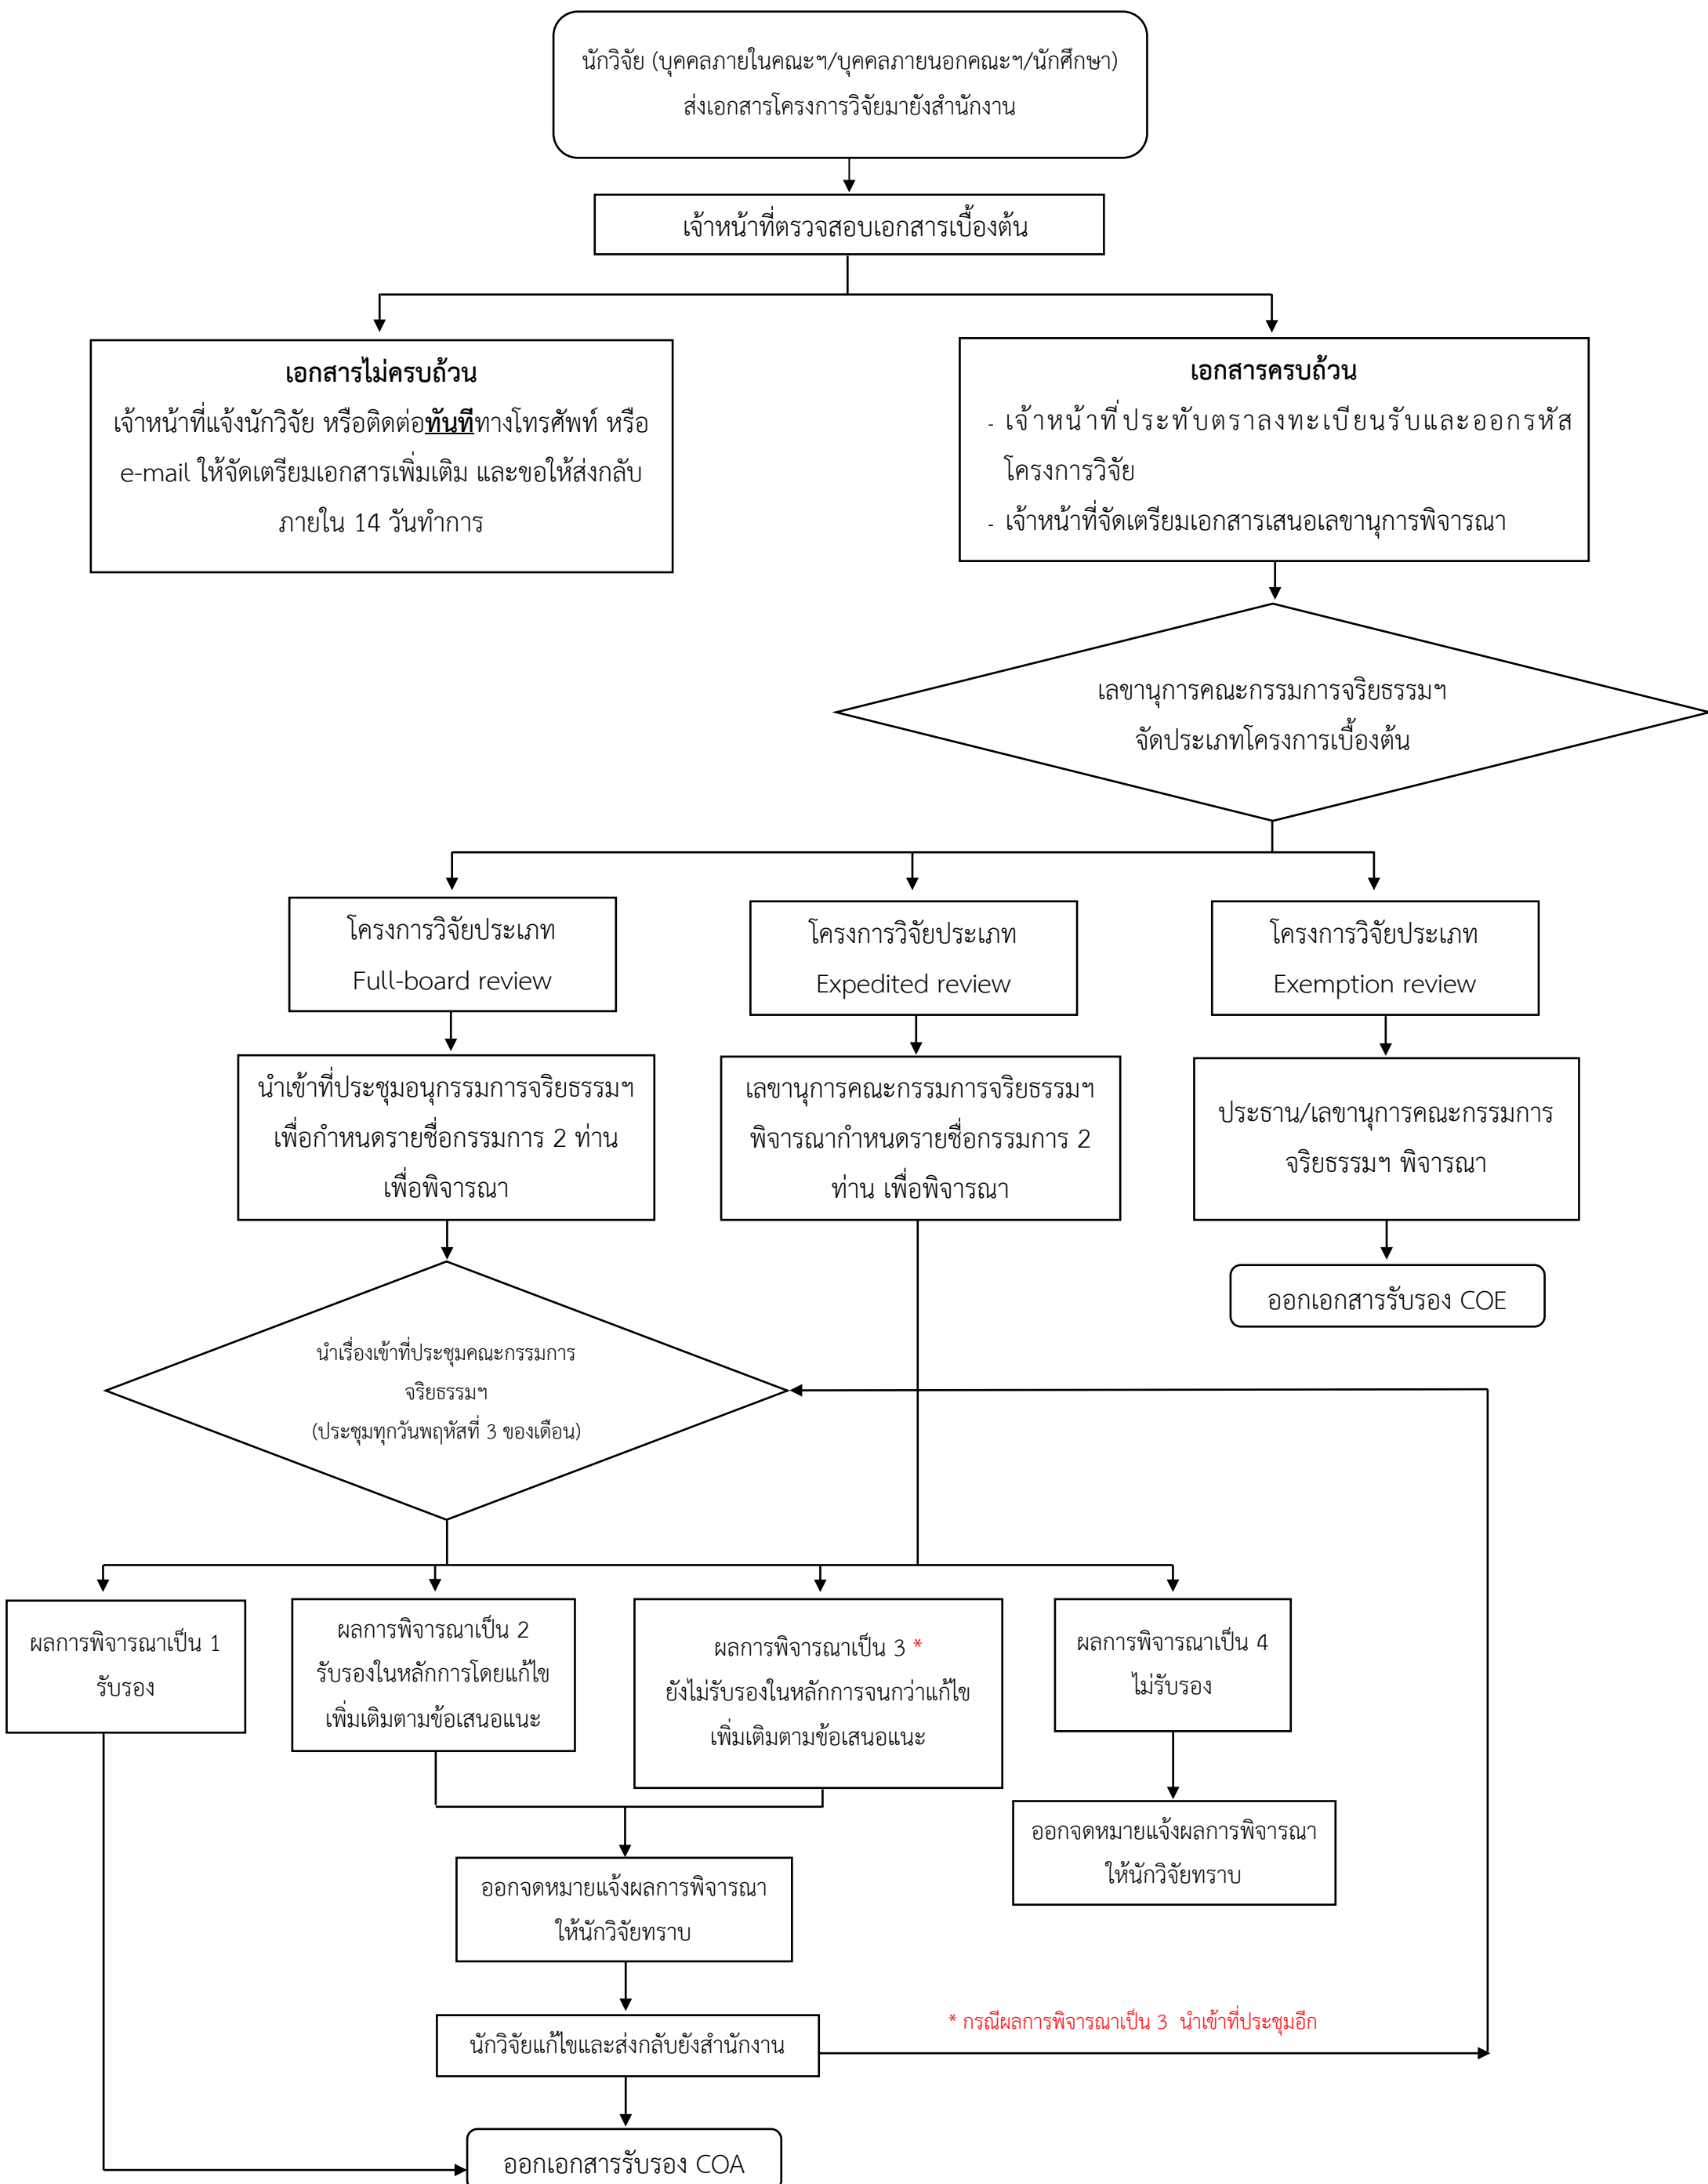 นักวิจัย (บุคคลภายในคณะฯ/บุคคลภายนอกคณะฯ/นักศึกษา)
ส่งเอกสารโครงการวิจัยมายังสำนักงาน
เจ้าหน้าที่ตรวจสอบเอกสารเบื้องต้น
เอกสารไม่ครบถ้วน
เจ้าหน้าที่แจ้งนักวิจัย หรือติดต่อทันทีทางโทรศัพท์ หรือ
e-mail ให้จัดเตรียมเอกสารเพิ่มเติม และขอให้ส่งกลับ
ภายใน 14 วันทำการ
เอกสารครบถ้วน
- เจ้าหน้าที่ประทับตราลงทะเบียนรับและออกรหัส
โครงการวิจัย
- เจ้าหน้าที่จัดเตรียมเอกสารเสนอเลขานุการพิจารณา
เลขานุการคณะกรรมการจริยธรรมฯ
จัดประเภทโครงการเบื้องต้น
โครงการวิจัยประเภท
Full-board review
โครงการวิจัยประเภท
Expedited review
โครงการวิจัยประเภท
Exemption review
นำเข้าที่ประชุมอนุกรรมการจริยธรรมฯ
เพื่อกำหนดรายชื่อกรรมการ 2 ท่าน
เพื่อพิจารณา
เลขานุการคณะกรรมการจริยธรรมฯ
พิจารณากำหนดรายชื่อกรรมการ 2
ท่าน เพื่อพิจารณา
ประธาน/เลขานุการคณะกรรมการ
จริยธรรมฯ พิจารณา
ออกเอกสารรับรอง COE
นำเรื่องเข้าที่ประชุมคณะกรรมการ
จริยธรรมฯ
(ประชุมทุกวันพฤหัสที่ 3 ของเดือน)
ผลการพิจารณาเป็น 1
รับรอง
ผลการพิจารณาเป็น 2
รับรองในหลักการโดยแก้ไข
เพิ่มเติมตามข้อเสนอแนะ
ผลการพิจารณาเป็น 3 *
ยังไม่รับรองในหลักการจนกว่าแก้ไข
เพิ่มเติมตามข้อเสนอแนะ
ผลการพิจารณาเป็น 4
ไม่รับรอง
ออกจดหมายแจ้งผลการพิจารณา
ให้นักวิจัยทราบ
ออกจดหมายแจ้งผลการพิจารณา
ให้นักวิจัยทราบ
* กรณีผลการพิจารณาเป็น 3 นำเข้าที่ประชุมอีก
นักวิจัยแก้ไขและส่งกลับยังสำนักงาน
ออกเอกสารรับรอง COA